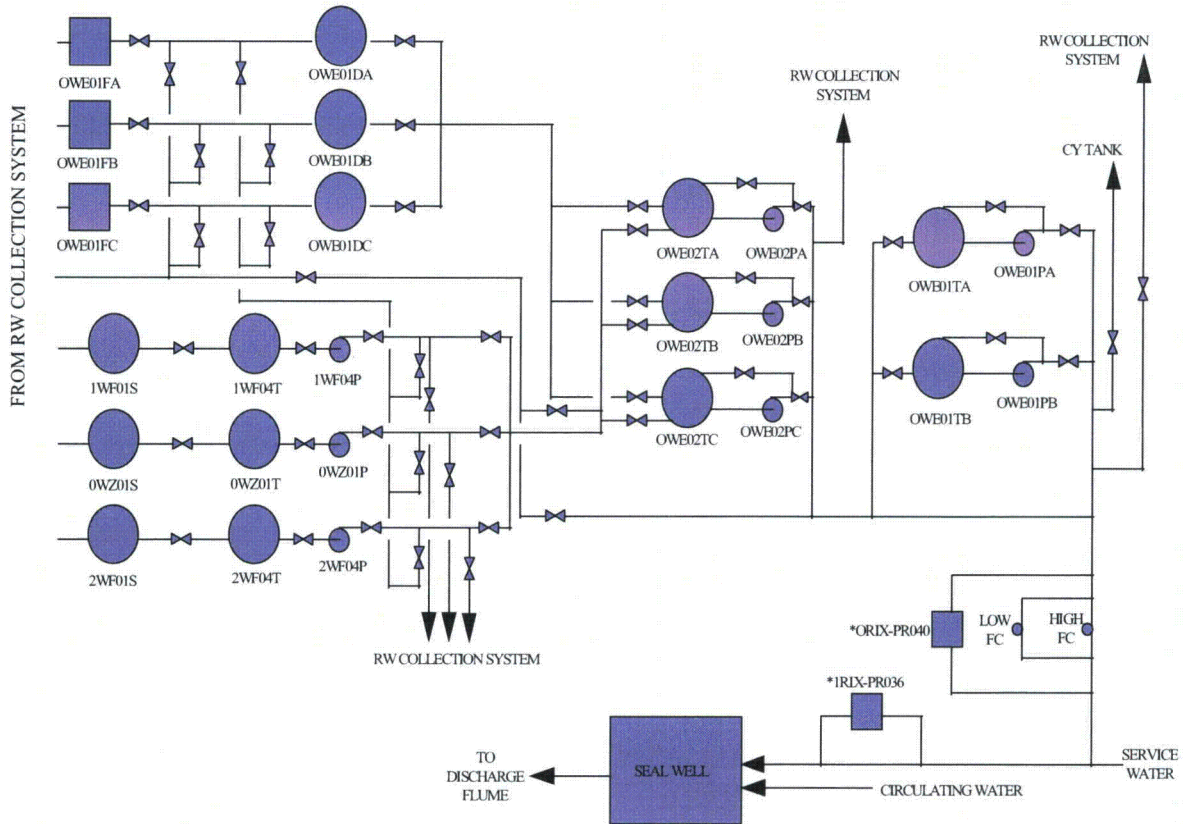 FROM RW COLLECTION SYSTEM
OWE01FA
OWE01DA
OWE01FB
OWE01DB
OWE01FC
OWE01DC
RW COLLECTION
SYSTEM
RW COLLECTION
SYSTEM
CY TANK
OWE02TA
OWE02PA
OWE01TA
OWE01PA
OWE02TB
OWE02PB
OWE01TB
OWE01PB
OWE02TC
OWE02PC
1WF01S
1WF04T
1WF04P
0WZ01S
0WZ01T
0WZ01P
2WF01S
2WF04T
2WF04P
RW COLLECTION SYSTEM
*ORIX-PR040
LOW
FC
HIGH
FC
*1RIX-PR036
TO
DISCHARGE
FLUME
SEAL WELL
SERVICE
WATER
CIRCULATING WATER